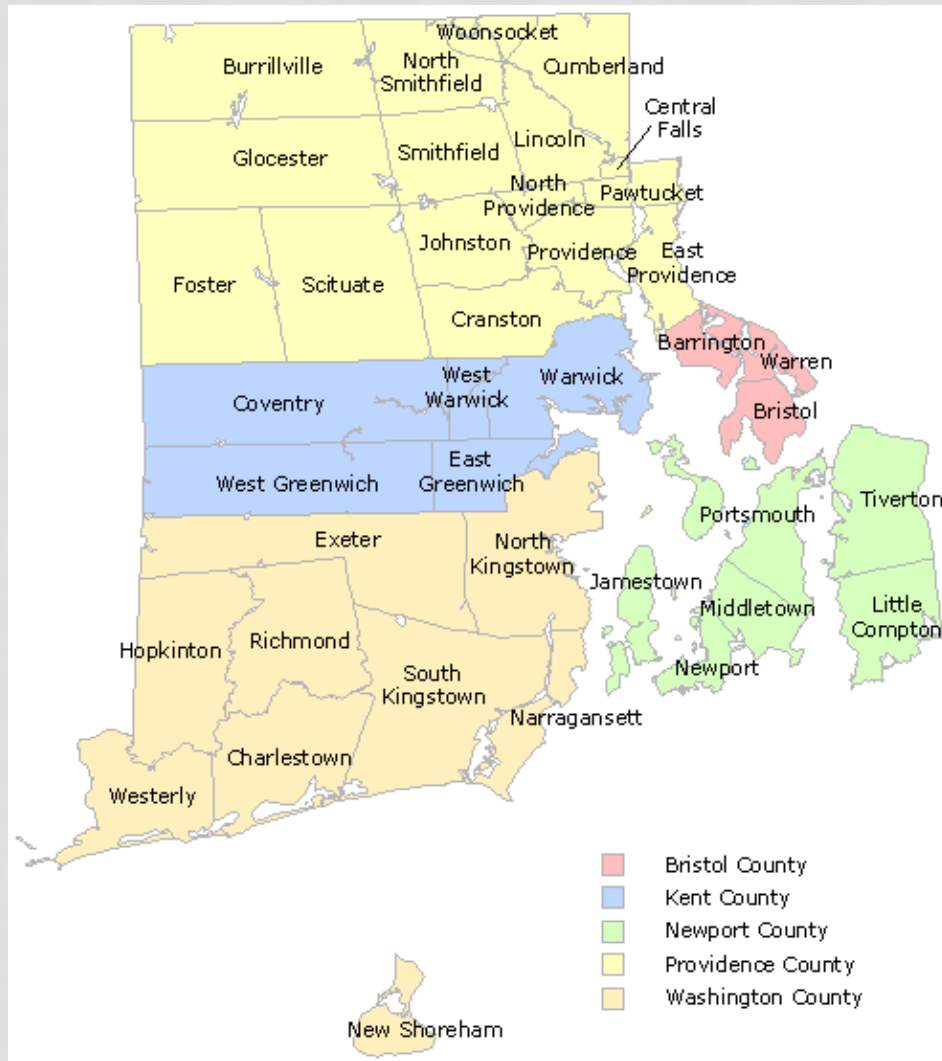 Woonsocket
Burrillville
North
Smithfield
Cumberland
Central
Falls
Glocester
Smithfield
Lincoln
North
Providence
Pawtucket
Johnston
Providence
East
Providence
Foster
Scituate
Cranston
Barrington
Warren
Bristol
Coventry
West
Warwick
Warwick
West Greenwich
East
Greenwich
Tiverton
Portsmouth
Exeter
North
Kingstown
Jamestown
Middletown
Little
Compton
Hopkinton
Richmond
South
Kingstown
Newport
Narragansett
Charlestown
Westerly
Bristol County
Kent County
Newport County
Providence County
Washington County
New Shoreham